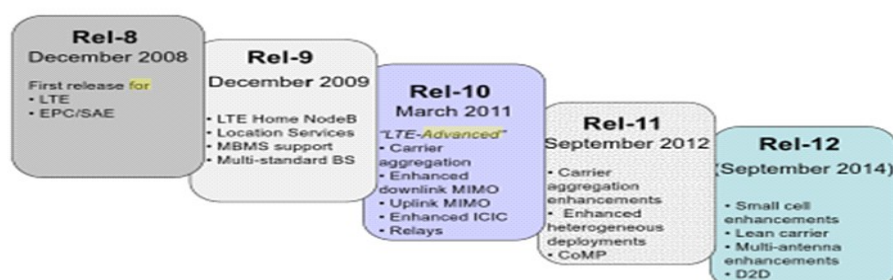 Rel-8
December 2008
First release for
• LTE
• EPC/SAE
Rel-9
December 2009
• LTE Home NodeB
• Location Services
• MBMS support
• Multi-standard BS
Rel-10
March 2011
"LTE-Advanced"
• Carrier
aggregation
• Enhanced
downlink MIMO
• Uplink MIMO
• Enhanced ICIC
• Relays
Rel-11
September 2012
• Carrier
aggregation
enhancements
• Enhanced
heterogeneous
deployments
• CoMP
Rel-12
(September 2014)
• Small cell
enhancements
• Lean carrier
• Multi-antenna
enhancements
• D2D